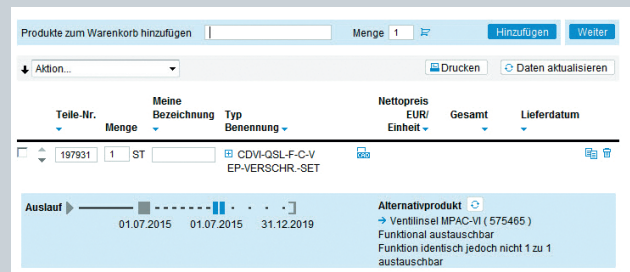 Produkte zum Warenkorb hinzufügen Menge 1 Hinzufügen Weiter
Aktion... Drucken Daten aktualisieren
Teile-Nr. Menge Meine Bezeichnung Typ Benennung Nettopreis EUR/ Einheit Gesamt Lieferdatum
197931 1 ST CDVI-QSL-F-C-V CAD
EP-VERSCHR.-SET
Auslauf Alternativprodukt
01.07.2015 01.07.2015 31.12.2019
Ventilinsel MPAC-VI ( 575465 )
Funktional austauschbar
Funktion identisch jedoch nicht 1 zu 1
austauschbar